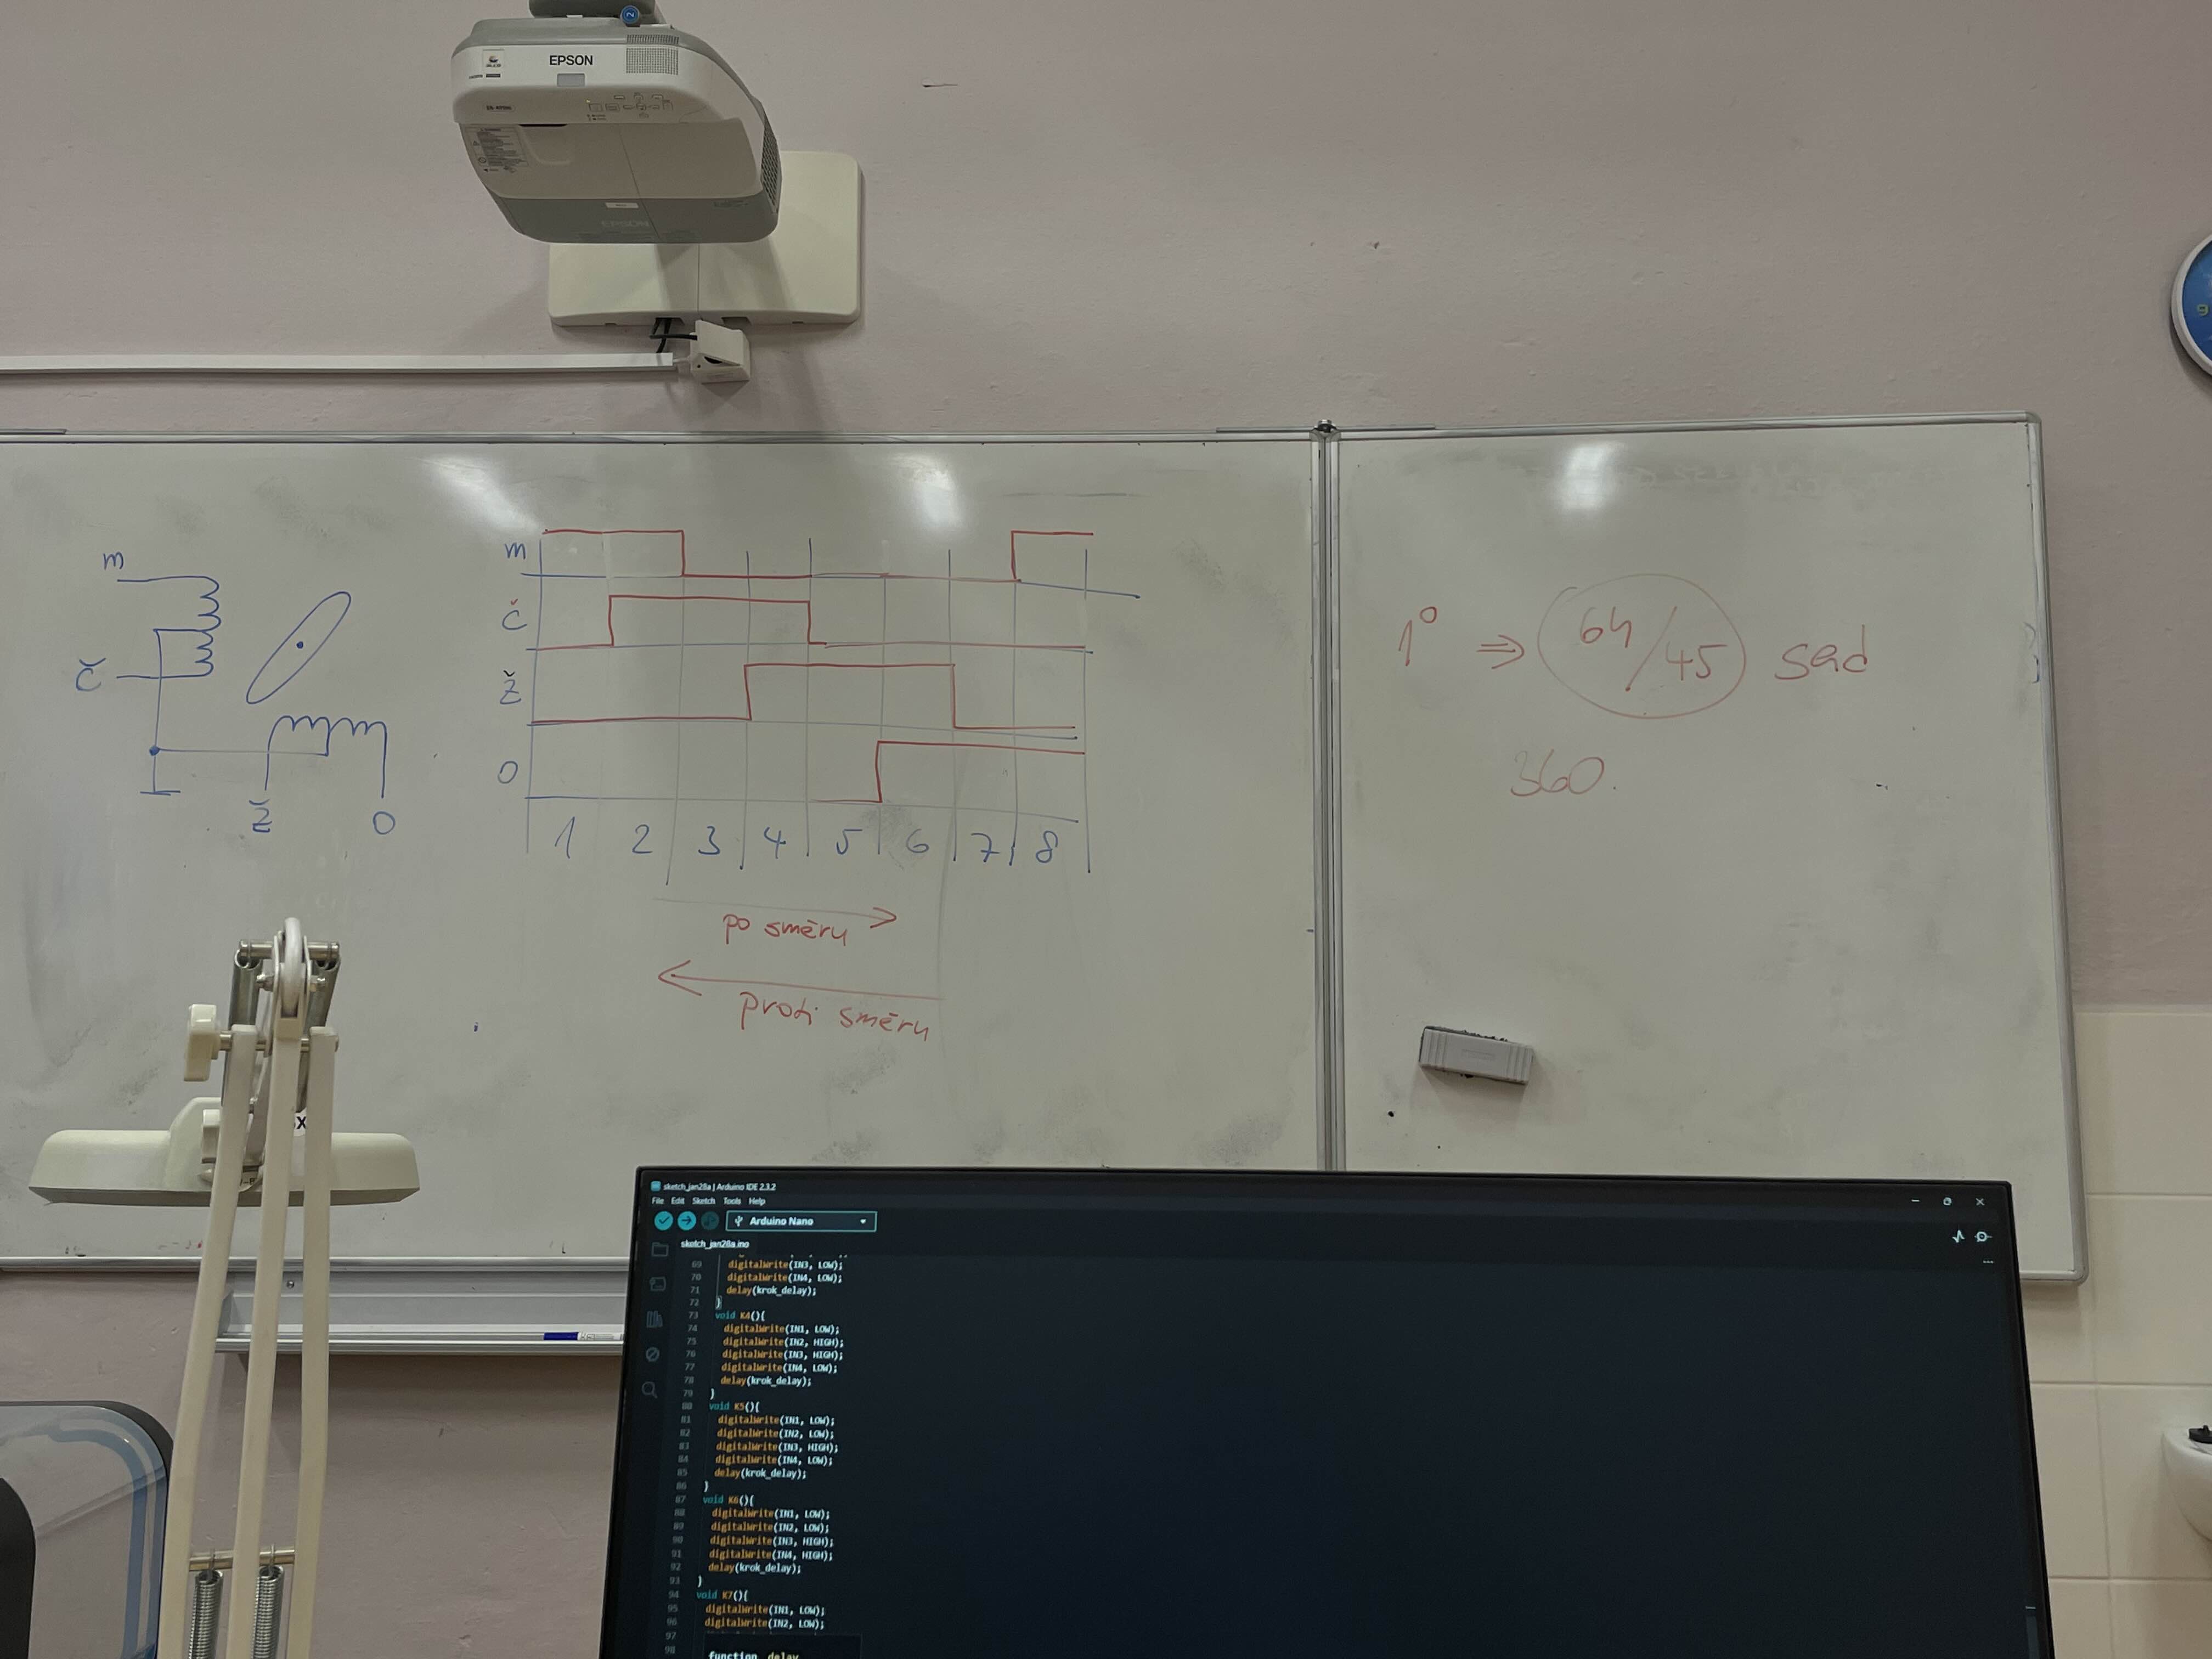 EPSON
EPSON
m
č
ž
O
m
č
ž
O
1 2 3 4 5 6 7 8
po směru
proti směru
1° ⇒ 64/45 sad
360.
sketch_jan28a | Arduino IDE 2.3.2
File Edit Sketch Tools Help
Arduino Nano
sketch_jan28a.ino
69 digitalWrite(IN3, LOW);
70 digitalWrite(IN4, LOW);
71 delay(krok_delay);
72 }
73 void K4(){
74 digitalWrite(IN1, LOW);
75 digitalWrite(IN2, HIGH);
76 digitalWrite(IN3, HIGH);
77 digitalWrite(IN4, LOW);
78 delay(krok_delay);
79 }
80 void K5(){
81 digitalWrite(IN1, LOW);
82 digitalWrite(IN2, LOW);
83 digitalWrite(IN3, HIGH);
84 digitalWrite(IN4, LOW);
85 delay(krok_delay);
86 }
87 void K6(){
88 digitalWrite(IN1, LOW);
89 digitalWrite(IN2, LOW);
90 digitalWrite(IN3, HIGH);
91 digitalWrite(IN4, HIGH);
92 delay(krok_delay);
93 }
94 void K7(){
95 digitalWrite(IN1, LOW);
96 digitalWrite(IN2, LOW);
97
98
function delay